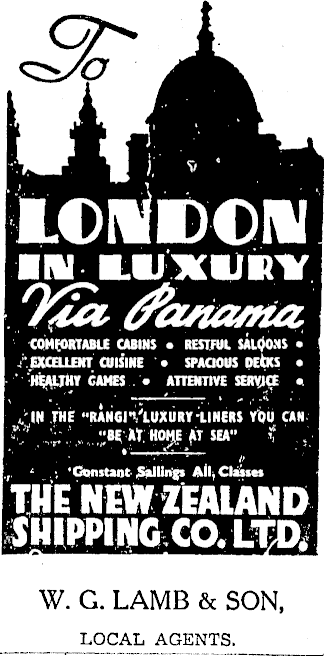 To
LONDON
IN LUXURY
Via Panama
COMFORTABLE CABINS • RESTFUL SALOONS •
EXCELLENT CUISINE • SPACIOUS DECKS •
HEALTHY GAMES • ATTENTIVE SERVICE •
IN THE "RANGI" LUXURY LINERS YOU CAN
"BE AT HOME AT SEA"
Constant Sailings All Classes
THE NEW ZEALAND
SHIPPING CO. LTD.
W. G. LAMB & SON,
LOCAL AGENTS.